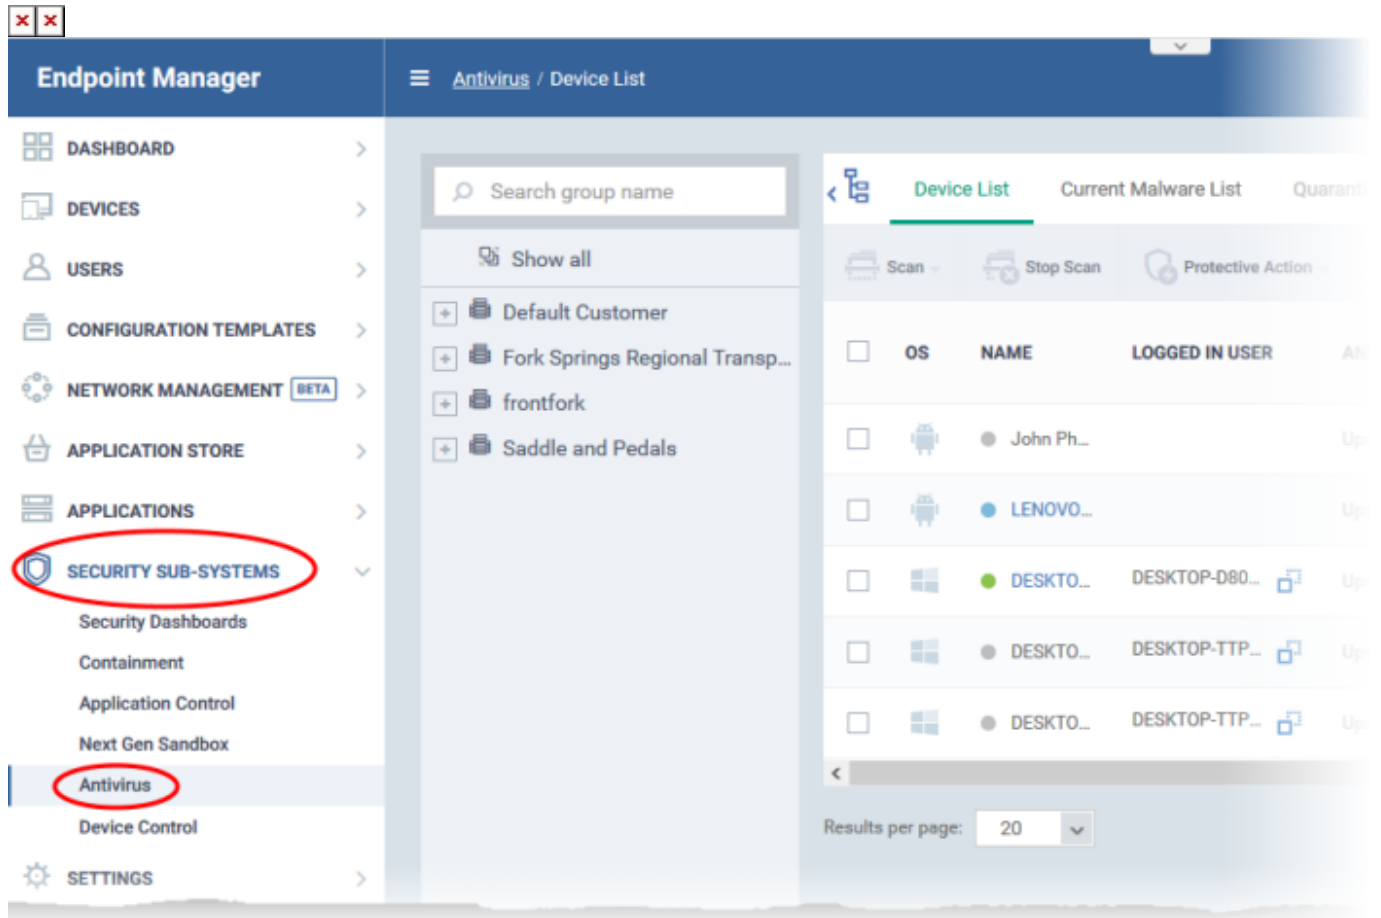 Endpoint Manager
Antivirus / Device List
DASHBOARD
DEVICES
USERS
CONFIGURATION TEMPLATES
NETWORK MANAGEMENT BETA
APPLICATION STORE
APPLICATIONS
SECURITY SUB-SYSTEMS
Security Dashboards
Containment
Application Control
Next Gen Sandbox
Antivirus
Device Control
SETTINGS
Search group name
Show all
Default Customer
Fork Springs Regional Transp...
frontfork
Saddle and Pedals
Device List Current Malware List
Scan Stop Scan Protective Action
OS NAME LOGGED IN USER
John Ph...
LENOVO...
DESKTO... DESKTOP-D80...
DESKTO... DESKTOP-TTP...
DESKTO... DESKTOP-TTP...
Results per page: 20